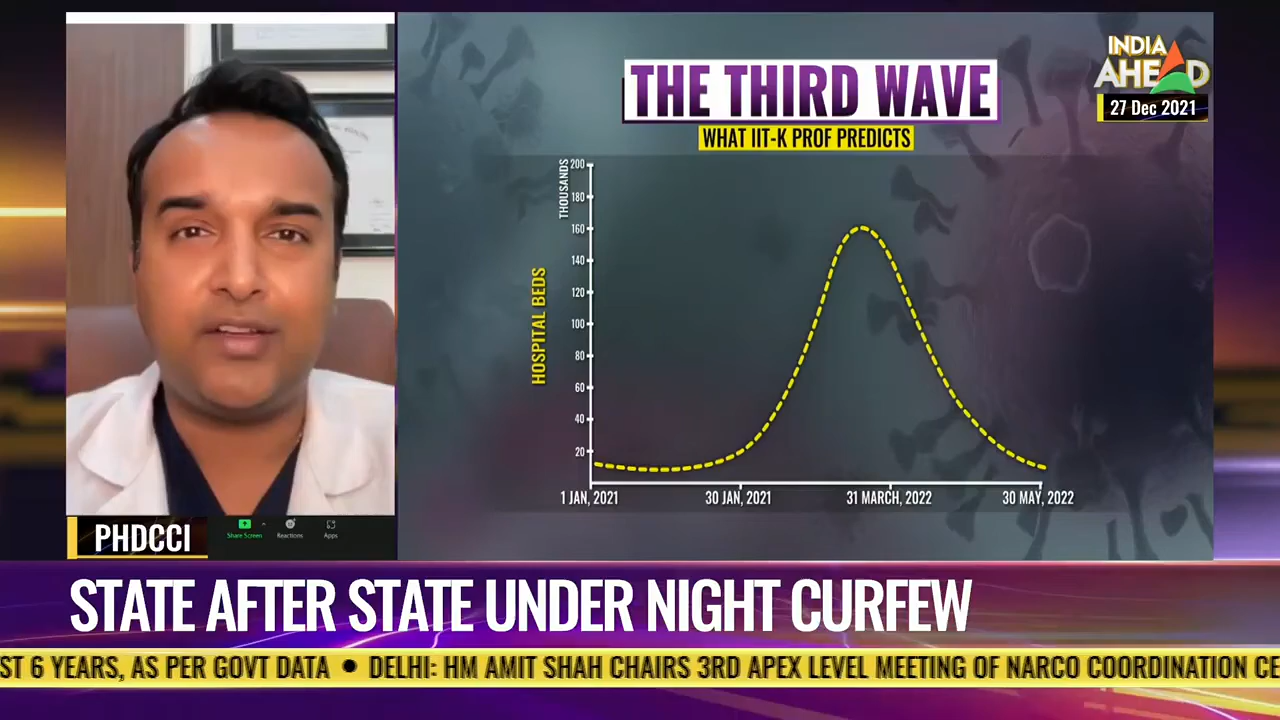 INDIA
AHEAD
27 Dec 2021
THE THIRD WAVE
WHAT IIT-K PROF PREDICTS
THOUSANDS
200
180
160
140
120
100
80
60
40
20
HOSPITAL BEDS
1 JAN, 2021
30 JAN, 2021
31 MARCH, 2022
30 MAY, 2022
Share Screen
Reactions
Apps
PHDCCI
STATE AFTER STATE UNDER NIGHT CURFEW
ST 6 YEARS, AS PER GOVT DATA • DELHI: HM AMIT SHAH CHAIRS 3RD APEX LEVEL MEETING OF NARCO COORDINATION CE